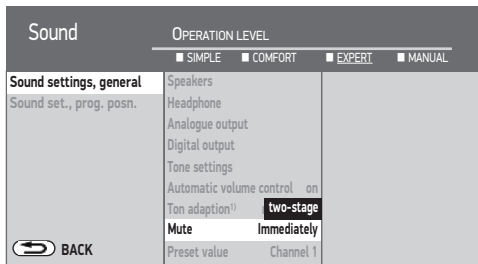 Sound
OPERATION LEVEL
SIMPLE COMFORT EXPERT MANUAL
Sound settings, general
Sound set., prog. posn.
Speakers
Headphone
Analogue output
Digital output
Tone settings
Automatic volume control on
Ton adaption1)
two-stage
Mute Immediately
Preset value Channel 1
BACK